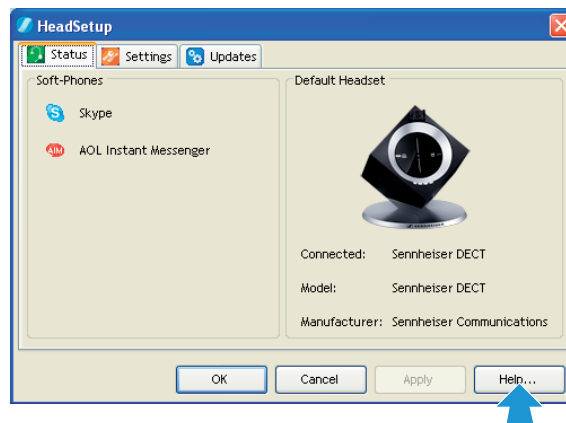 HeadSetup
Status Settings Updates
Soft-Phones
Skype
AIM AOL Instant Messenger
Default Headset
Connected: Sennheiser DECT
Model: Sennheiser DECT
Manufacturer: Sennheiser Communications
OK Cancel Apply Help...